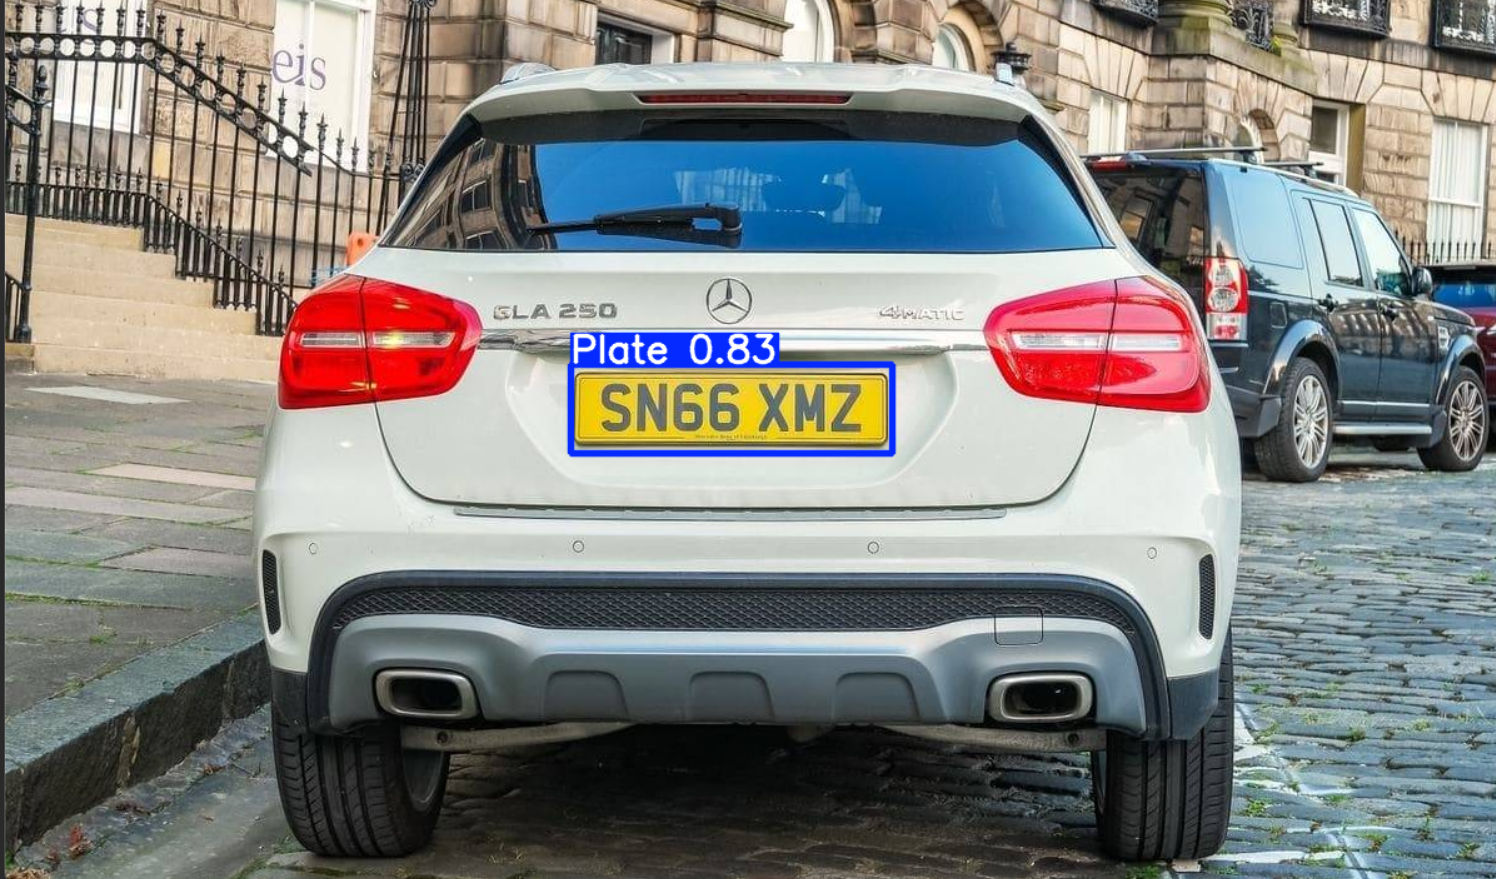 eis
GLA 250
4MATIC
Plate 0.83
SN66 XMZ